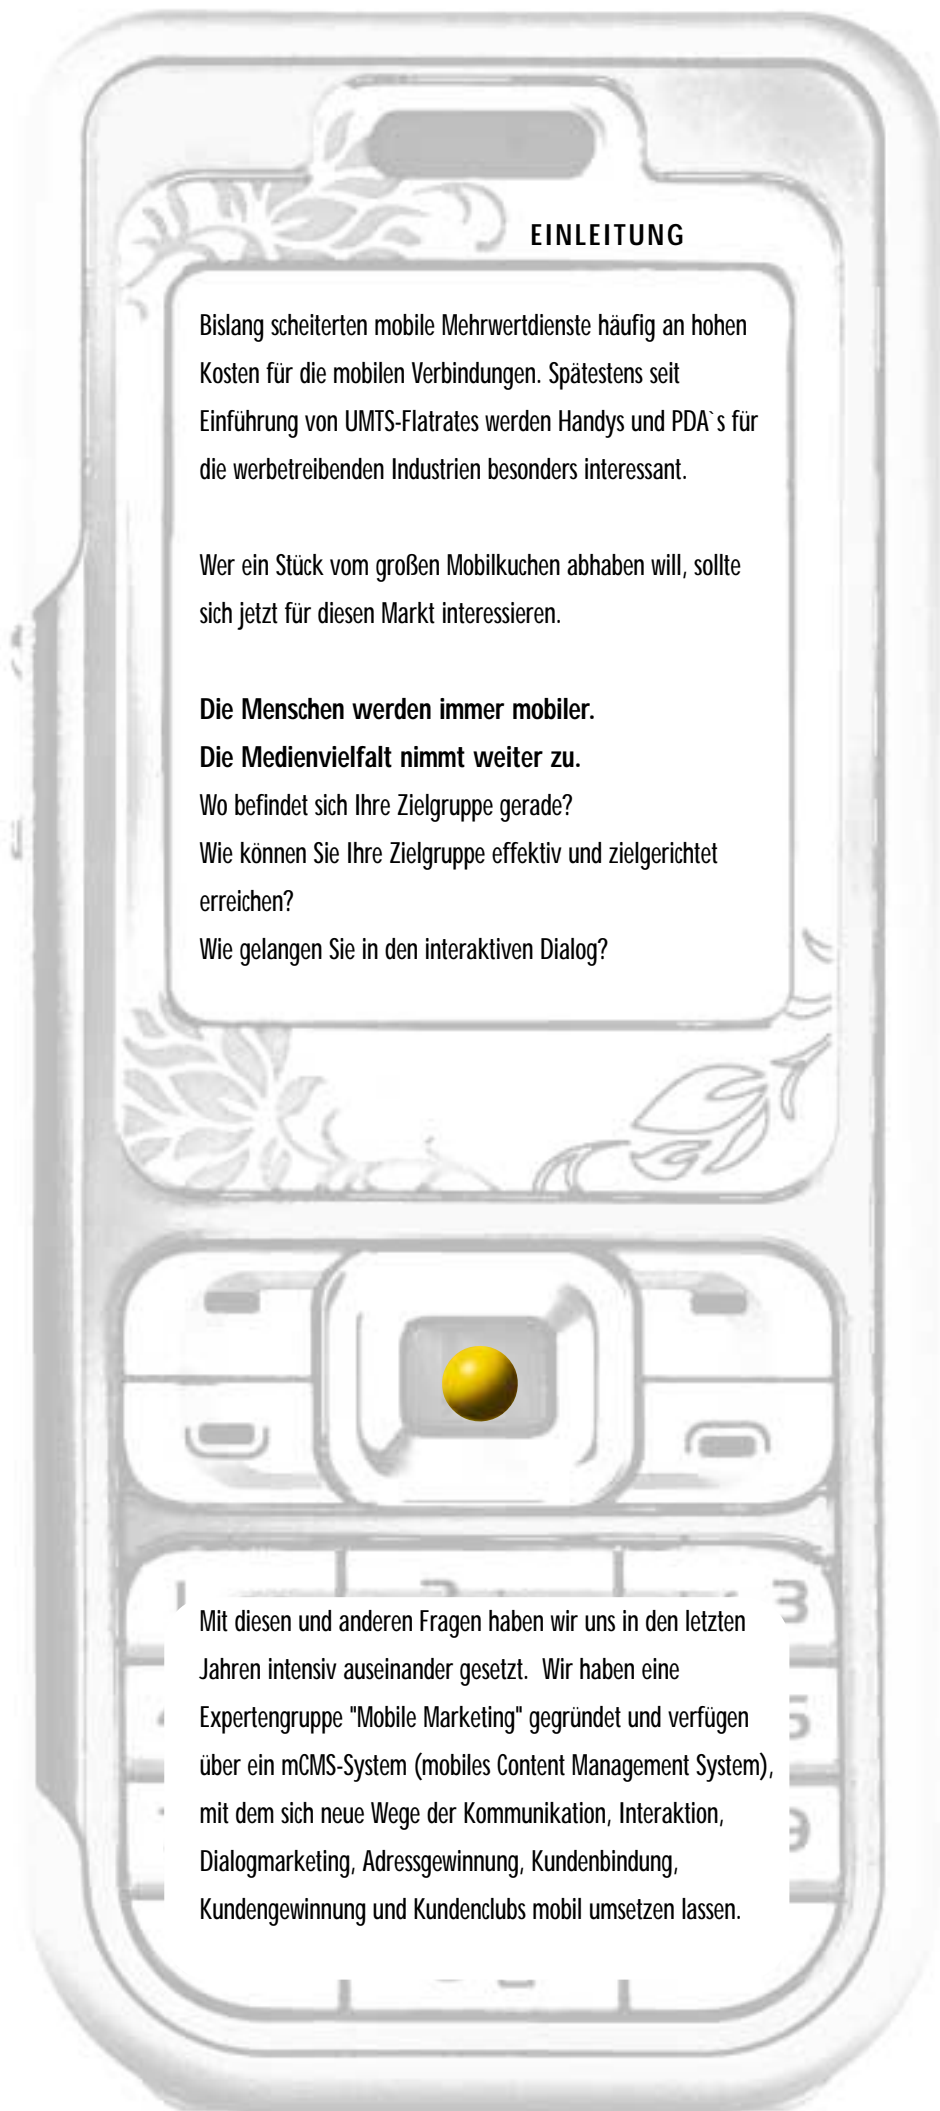 EINLEITUNG
Bislang scheiterten mobile Mehrwertdienste häufig an hohen
Kosten für die mobilen Verbindungen. Spätestens seit
Einführung von UMTS-Flatrates werden Handys und PDA`s für
die werbetreibenden Industrien besonders interessant.
Wer ein Stück vom großen Mobilkuchen abhaben will, sollte
sich jetzt für diesen Markt interessieren.
Die Menschen werden immer mobiler.
Die Medienvielfalt nimmt weiter zu.
Wo befindet sich Ihre Zielgruppe gerade?
Wie können Sie Ihre Zielgruppe effektiv und zielgerichtet
erreichen?
Wie gelangen Sie in den interaktiven Dialog?
3
Mit diesen und anderen Fragen haben wir uns in den letzten
Jahren intensiv auseinander gesetzt.  Wir haben eine
Expertengruppe "Mobile Marketing" gegründet und verfügen
über ein mCMS-System (mobiles Content Management System),
mit dem sich neue Wege der Kommunikation, Interaktion,
Dialogmarketing, Adressgewinnung, Kundenbindung,
Kundengewinnung und Kundenclubs mobil umsetzen lassen.